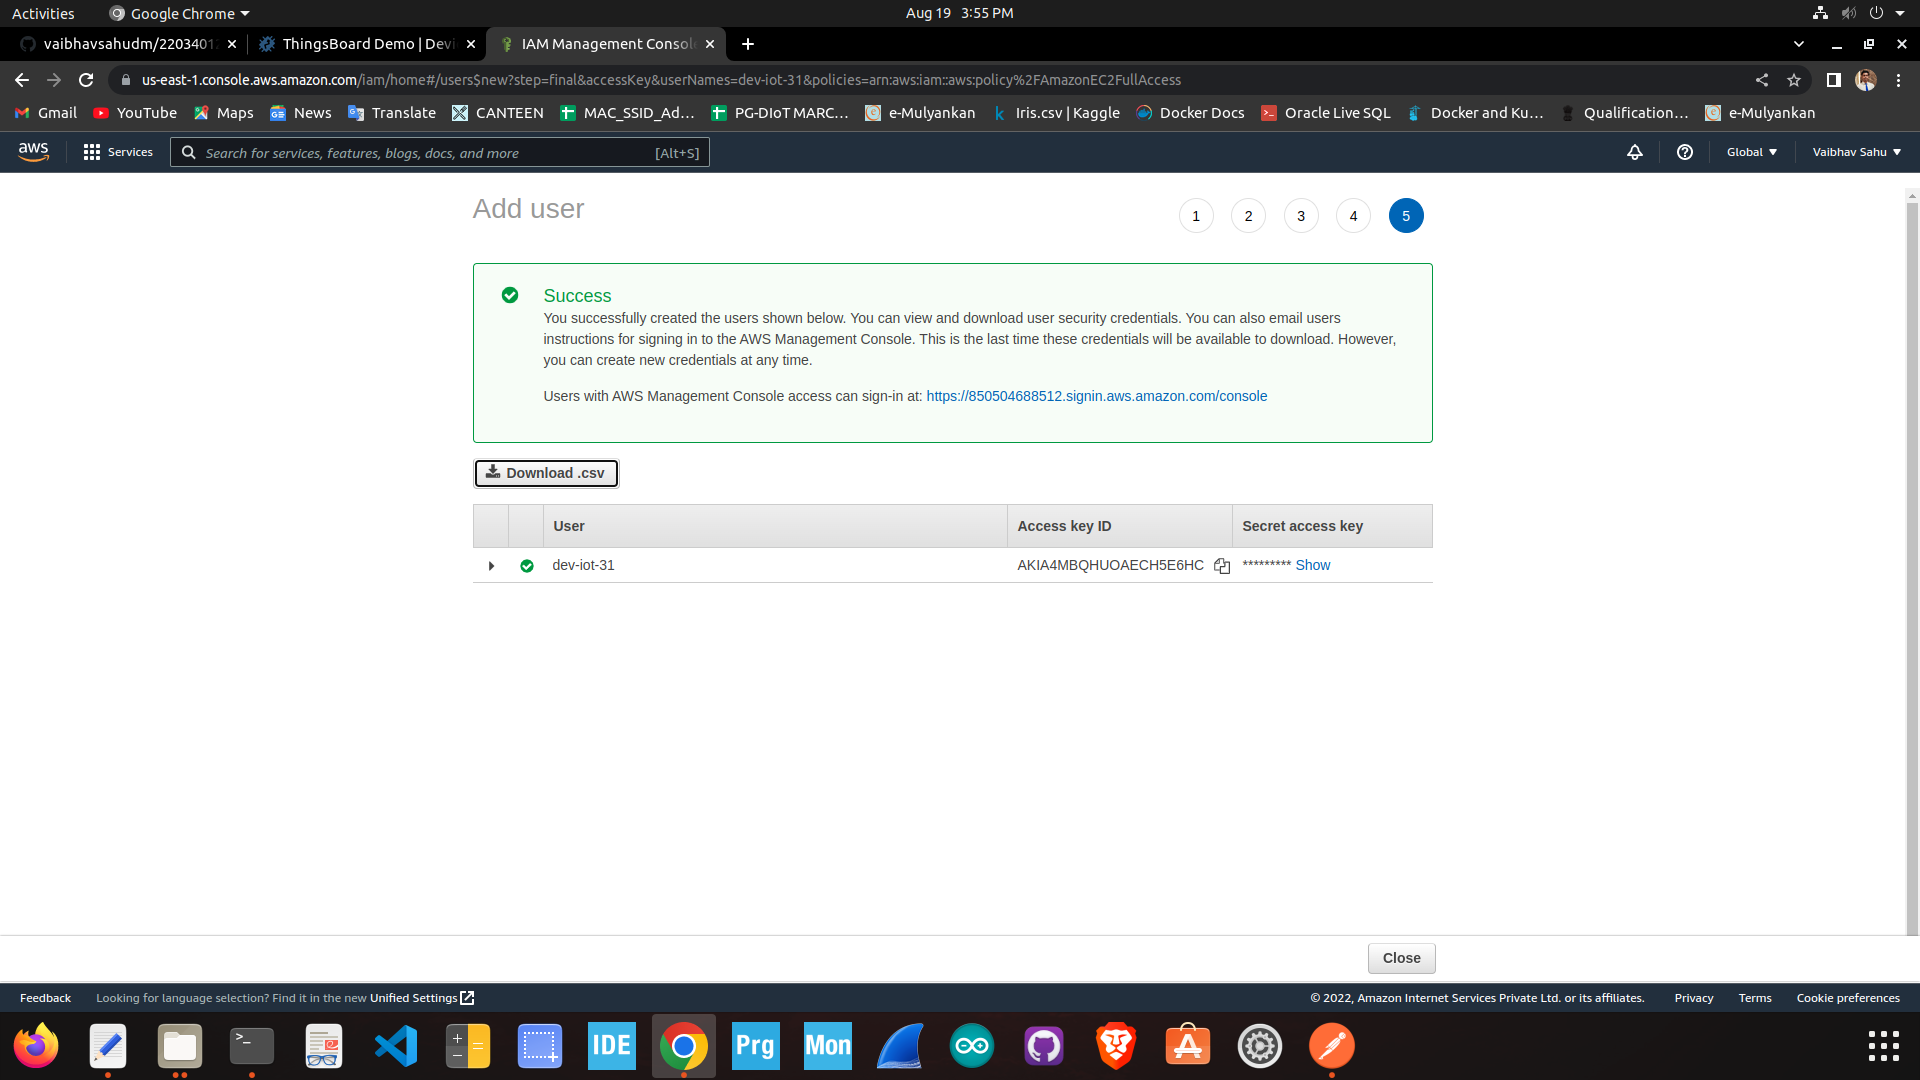 Activities
Google Chrome
Aug 19 3:55 PM
vaibhavsahudm/2203401
ThingsBoard Demo | Devi
IAM Management Consol
us-east-1.console.aws.amazon.com/iam/home#/users$new?step=final&accessKey&userNames=dev-iot-31&policies=arn:aws:iam::aws:policy%2FAmazonEC2FullAccess
Gmail
YouTube
Maps
News
Translate
CANTEEN
MAC_SSID_Ad...
PG-DIoT MARC...
e-Mulyankan
Iris.csv | Kaggle
Docker Docs
Oracle Live SQL
Docker and Ku...
Qualification...
e-Mulyankan
aws
Services
Search for services, features, blogs, docs, and more
[Alt+S]
Global
Vaibhav Sahu
Add user
1 2 3 4 5
Success
You successfully created the users shown below. You can view and download user security credentials. You can also email users
instructions for signing in to the AWS Management Console. This is the last time these credentials will be available to download. However,
you can create new credentials at any time.
Users with AWS Management Console access can sign-in at: https://850504688512.signin.aws.amazon.com/console
Download .csv
User Access key ID Secret access key
dev-iot-31 AKIA4MBQHUOAECH5E6HC ********* Show
Close
Feedback
Looking for language selection? Find it in the new Unified Settings
© 2022, Amazon Internet Services Private Ltd. or its affiliates.
Privacy
Terms
Cookie preferences
IDE
Prg
Mon